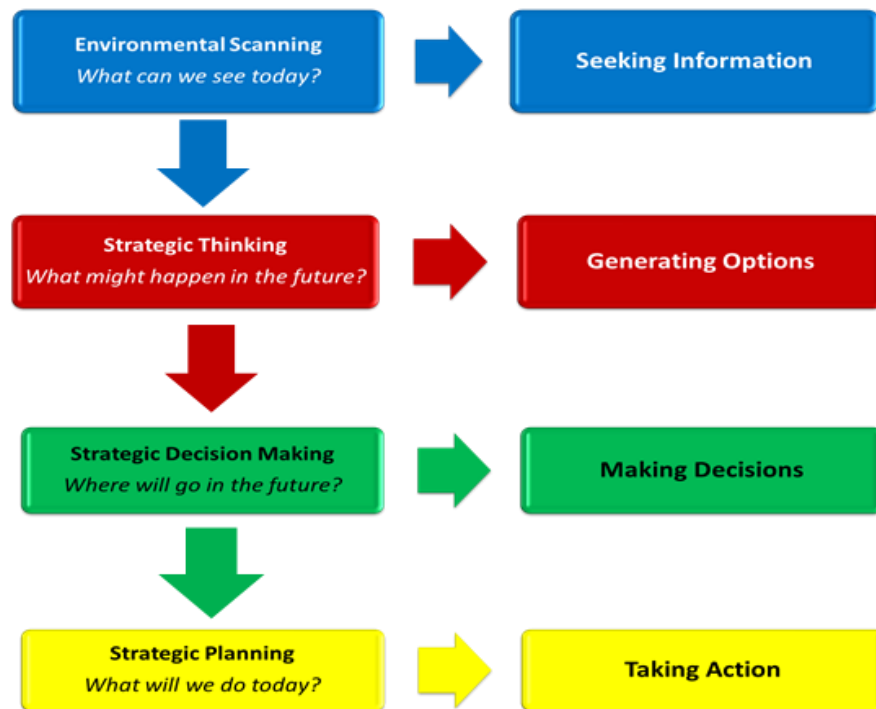 Environmental Scanning
What can we see today?
Seeking Information
Strategic Thinking
What might happen in the future?
Generating Options
Strategic Decision Making
Where will go in the future?
Making Decisions
Strategic Planning
What will we do today?
Taking Action